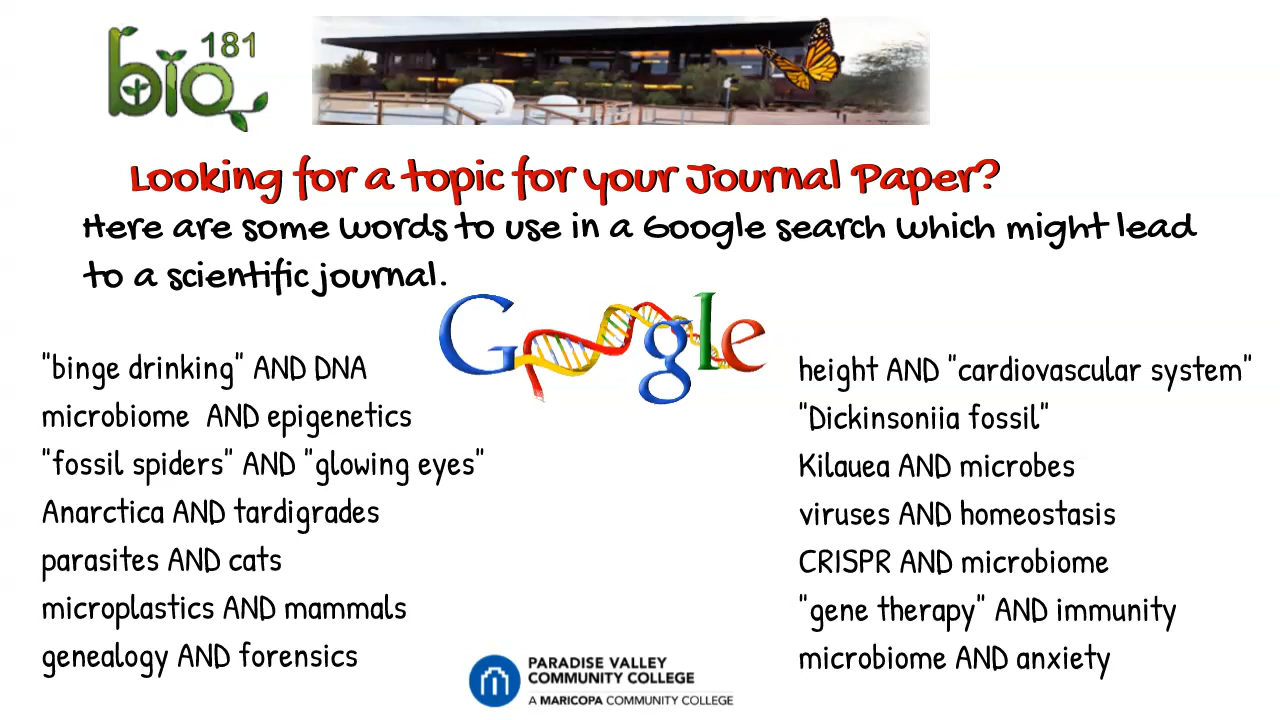 bio 181
Looking for a topic for your Journal Paper?
Here are some words to use in a Google search which might lead
to a scientific journal.
Google
"binge drinking" AND DNA
microbiome AND epigenetics
"fossil spiders" AND "glowing eyes"
Anarctica AND tardigrades
parasites AND cats
microplastics AND mammals
genealogy AND forensics
height AND "cardiovascular system"
"Dickinsoniia fossil"
Kilauea AND microbes
viruses AND homeostasis
CRISPR AND microbiome
"gene therapy" AND immunity
microbiome AND anxiety
PARADISE VALLEY
COMMUNITY COLLEGE
A MARICOPA COMMUNITY COLLEGE